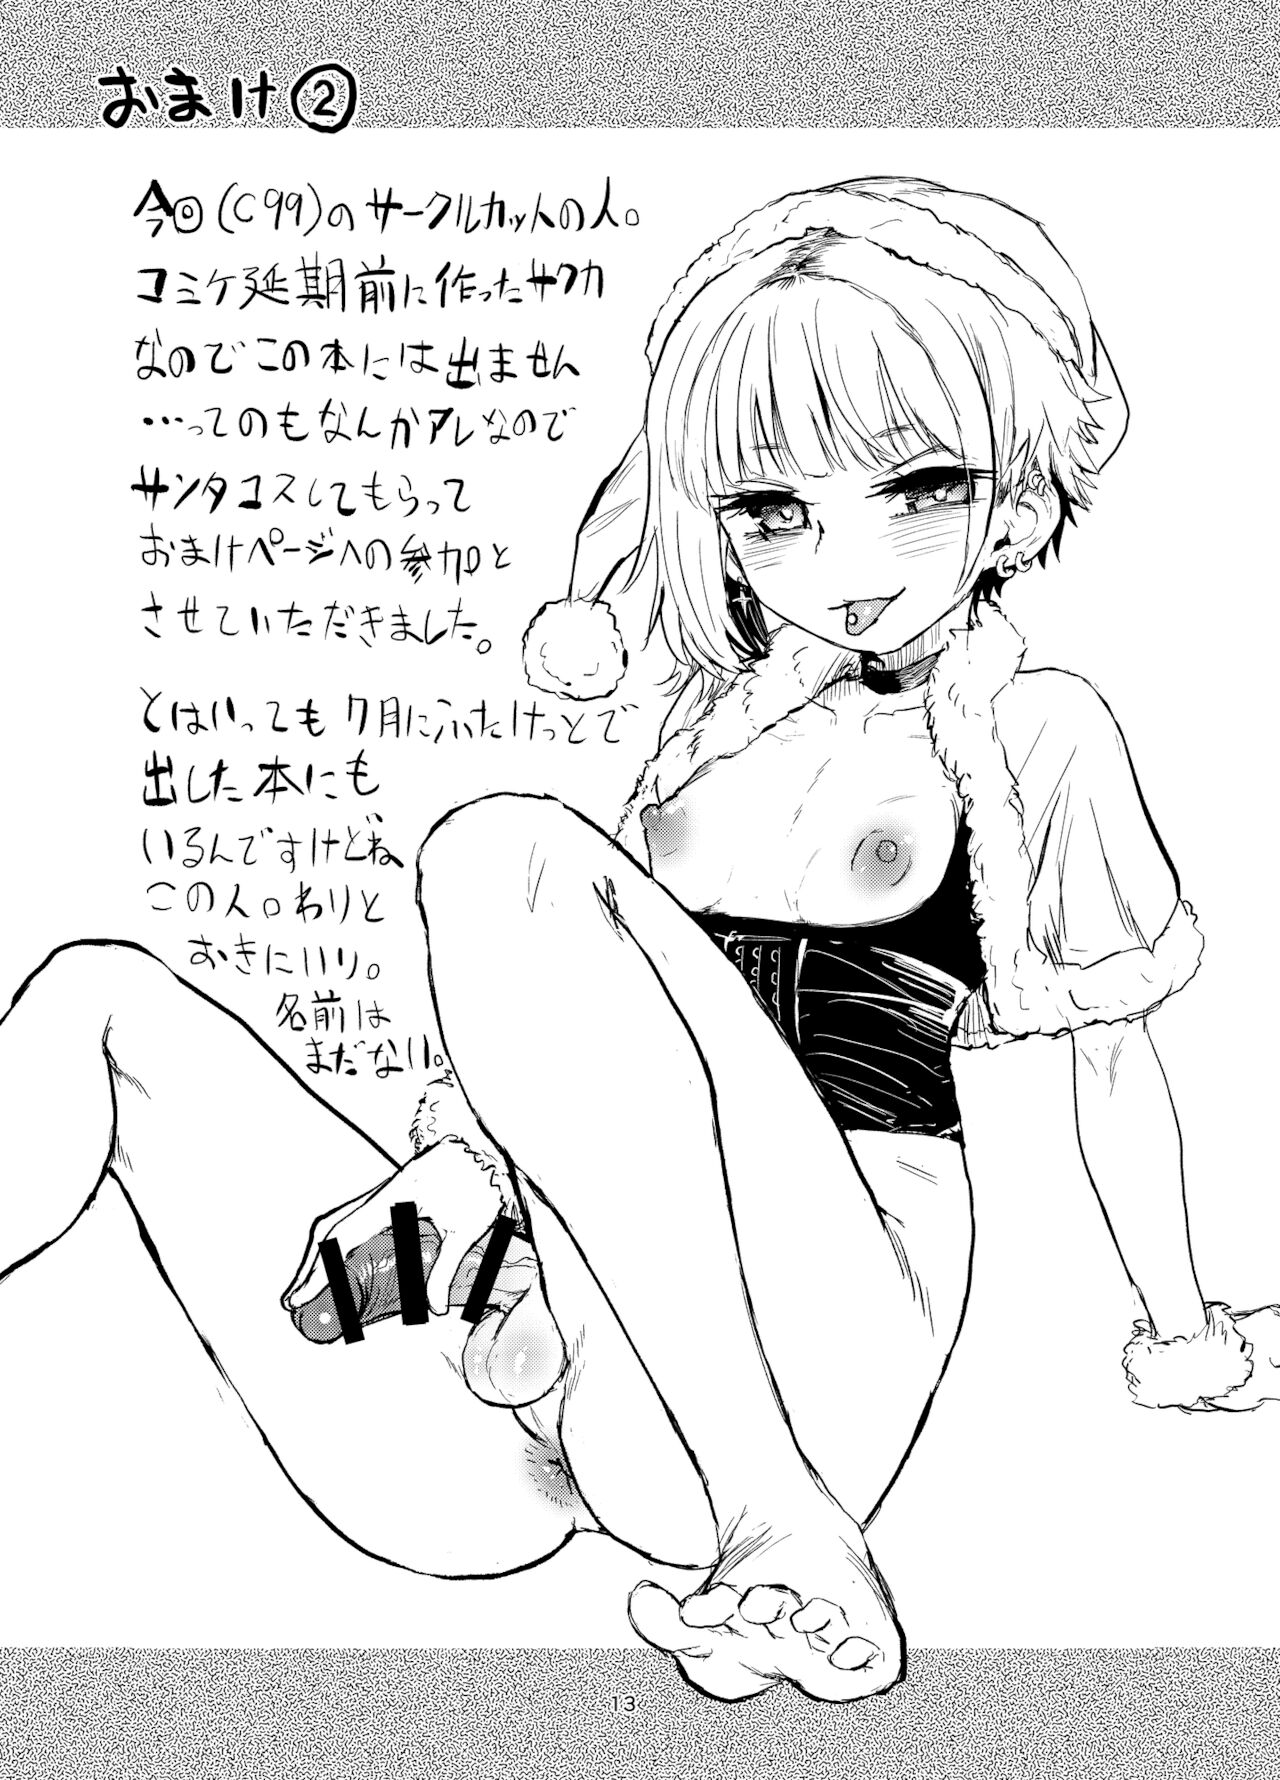 おまけ②
今回(C99)のサークルカットの人。
コミケ延期前に作ったサクカ
なのでこの本には出ません
…ってのもなんかアレなので
サンタコスしてもらって
おまけページへの参加と
させていただきました。
とはいっても7月にふたけっとで
出した本にも
いるんですけどね
この人。わりと
おきにいり。
名前は
まだない。
13